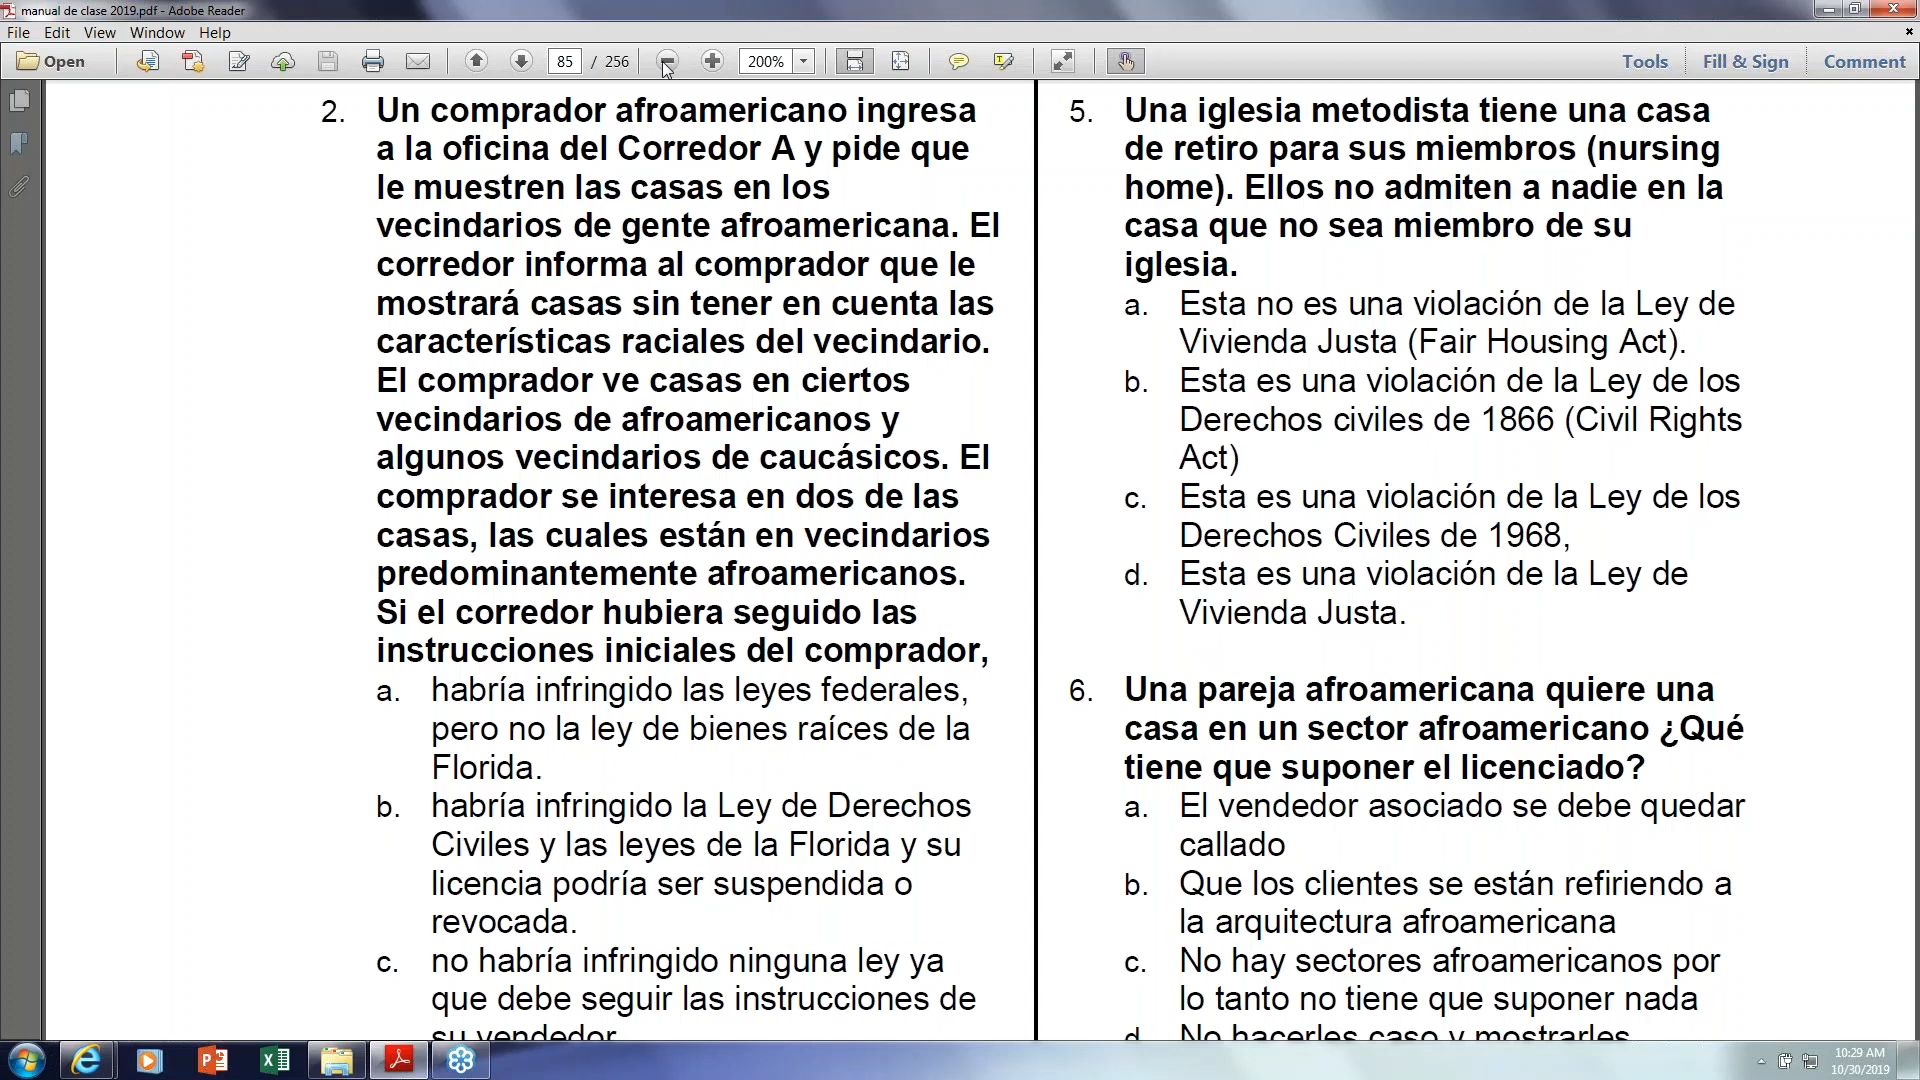 manual de clase 2019.pdf - Adobe Reader
File Edit View Window Help
Open 85 / 256 200% Tools Fill & Sign Comment
2. Un comprador afroamericano ingresa
a la oficina del Corredor A y pide que
le muestren las casas en los
vecindarios de gente afroamericana. El
corredor informa al comprador que le
mostrará casas sin tener en cuenta las
características raciales del vecindario.
El comprador ve casas en ciertos
vecindarios de afroamericanos y
algunos vecindarios de caucásicos. El
comprador se interesa en dos de las
casas, las cuales están en vecindarios
predominantemente afroamericanos.
Si el corredor hubiera seguido las
instrucciones iniciales del comprador,
a. habría infringido las leyes federales,
pero no la ley de bienes raíces de la
Florida.
b. habría infringido la Ley de Derechos
Civiles y las leyes de la Florida y su
licencia podría ser suspendida o
revocada.
c. no habría infringido ninguna ley ya
que debe seguir las instrucciones de
su vendedor
5. Una iglesia metodista tiene una casa
de retiro para sus miembros (nursing
home). Ellos no admiten a nadie en la
casa que no sea miembro de su
iglesia.
a. Esta no es una violación de la Ley de
Vivienda Justa (Fair Housing Act).
b. Esta es una violación de la Ley de los
Derechos civiles de 1866 (Civil Rights
Act)
c. Esta es una violación de la Ley de los
Derechos Civiles de 1968,
d. Esta es una violación de la Ley de
Vivienda Justa.
6. Una pareja afroamericana quiere una
casa en un sector afroamericano ¿Qué
tiene que suponer el licenciado?
a. El vendedor asociado se debe quedar
callado
b. Que los clientes se están refiriendo a
la arquitectura afroamericana
c. No hay sectores afroamericanos por
lo tanto no tiene que suponer nada
d. No hacerles caso y mostrarles
10:29 AM
10/30/2019